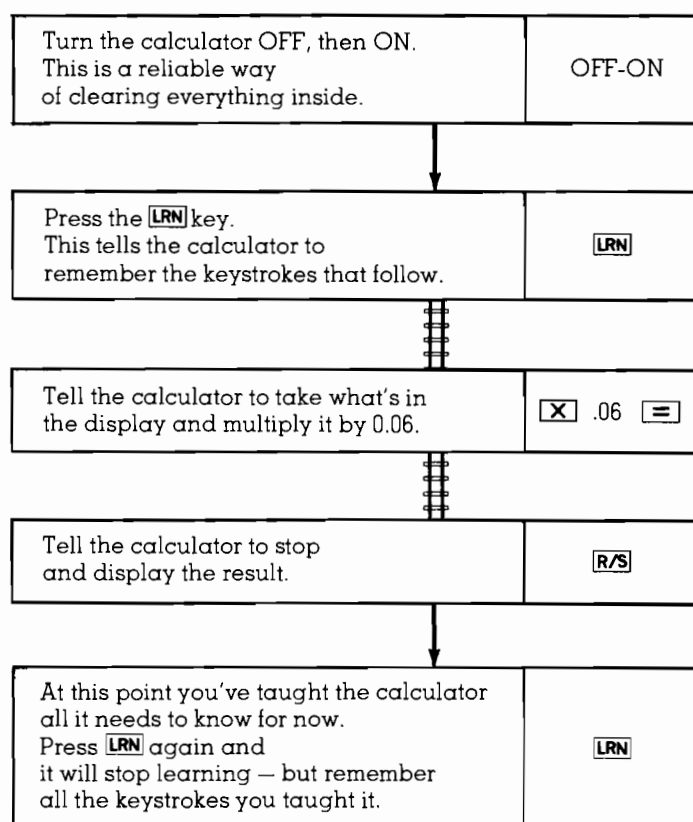 Turn the calculator OFF, then ON.
This is a reliable way
of clearing everything inside.
OFF-ON
Press the LRN key.
This tells the calculator to
remember the keystrokes that follow.
LRN
Tell the calculator to take what's in
the display and multiply it by 0.06.
X .06 =
Tell the calculator to stop
and display the result.
R/S
At this point you've taught the calculator
all it needs to know for now.
Press LRN again and
it will stop learning — but remember
all the keystrokes you taught it.
LRN